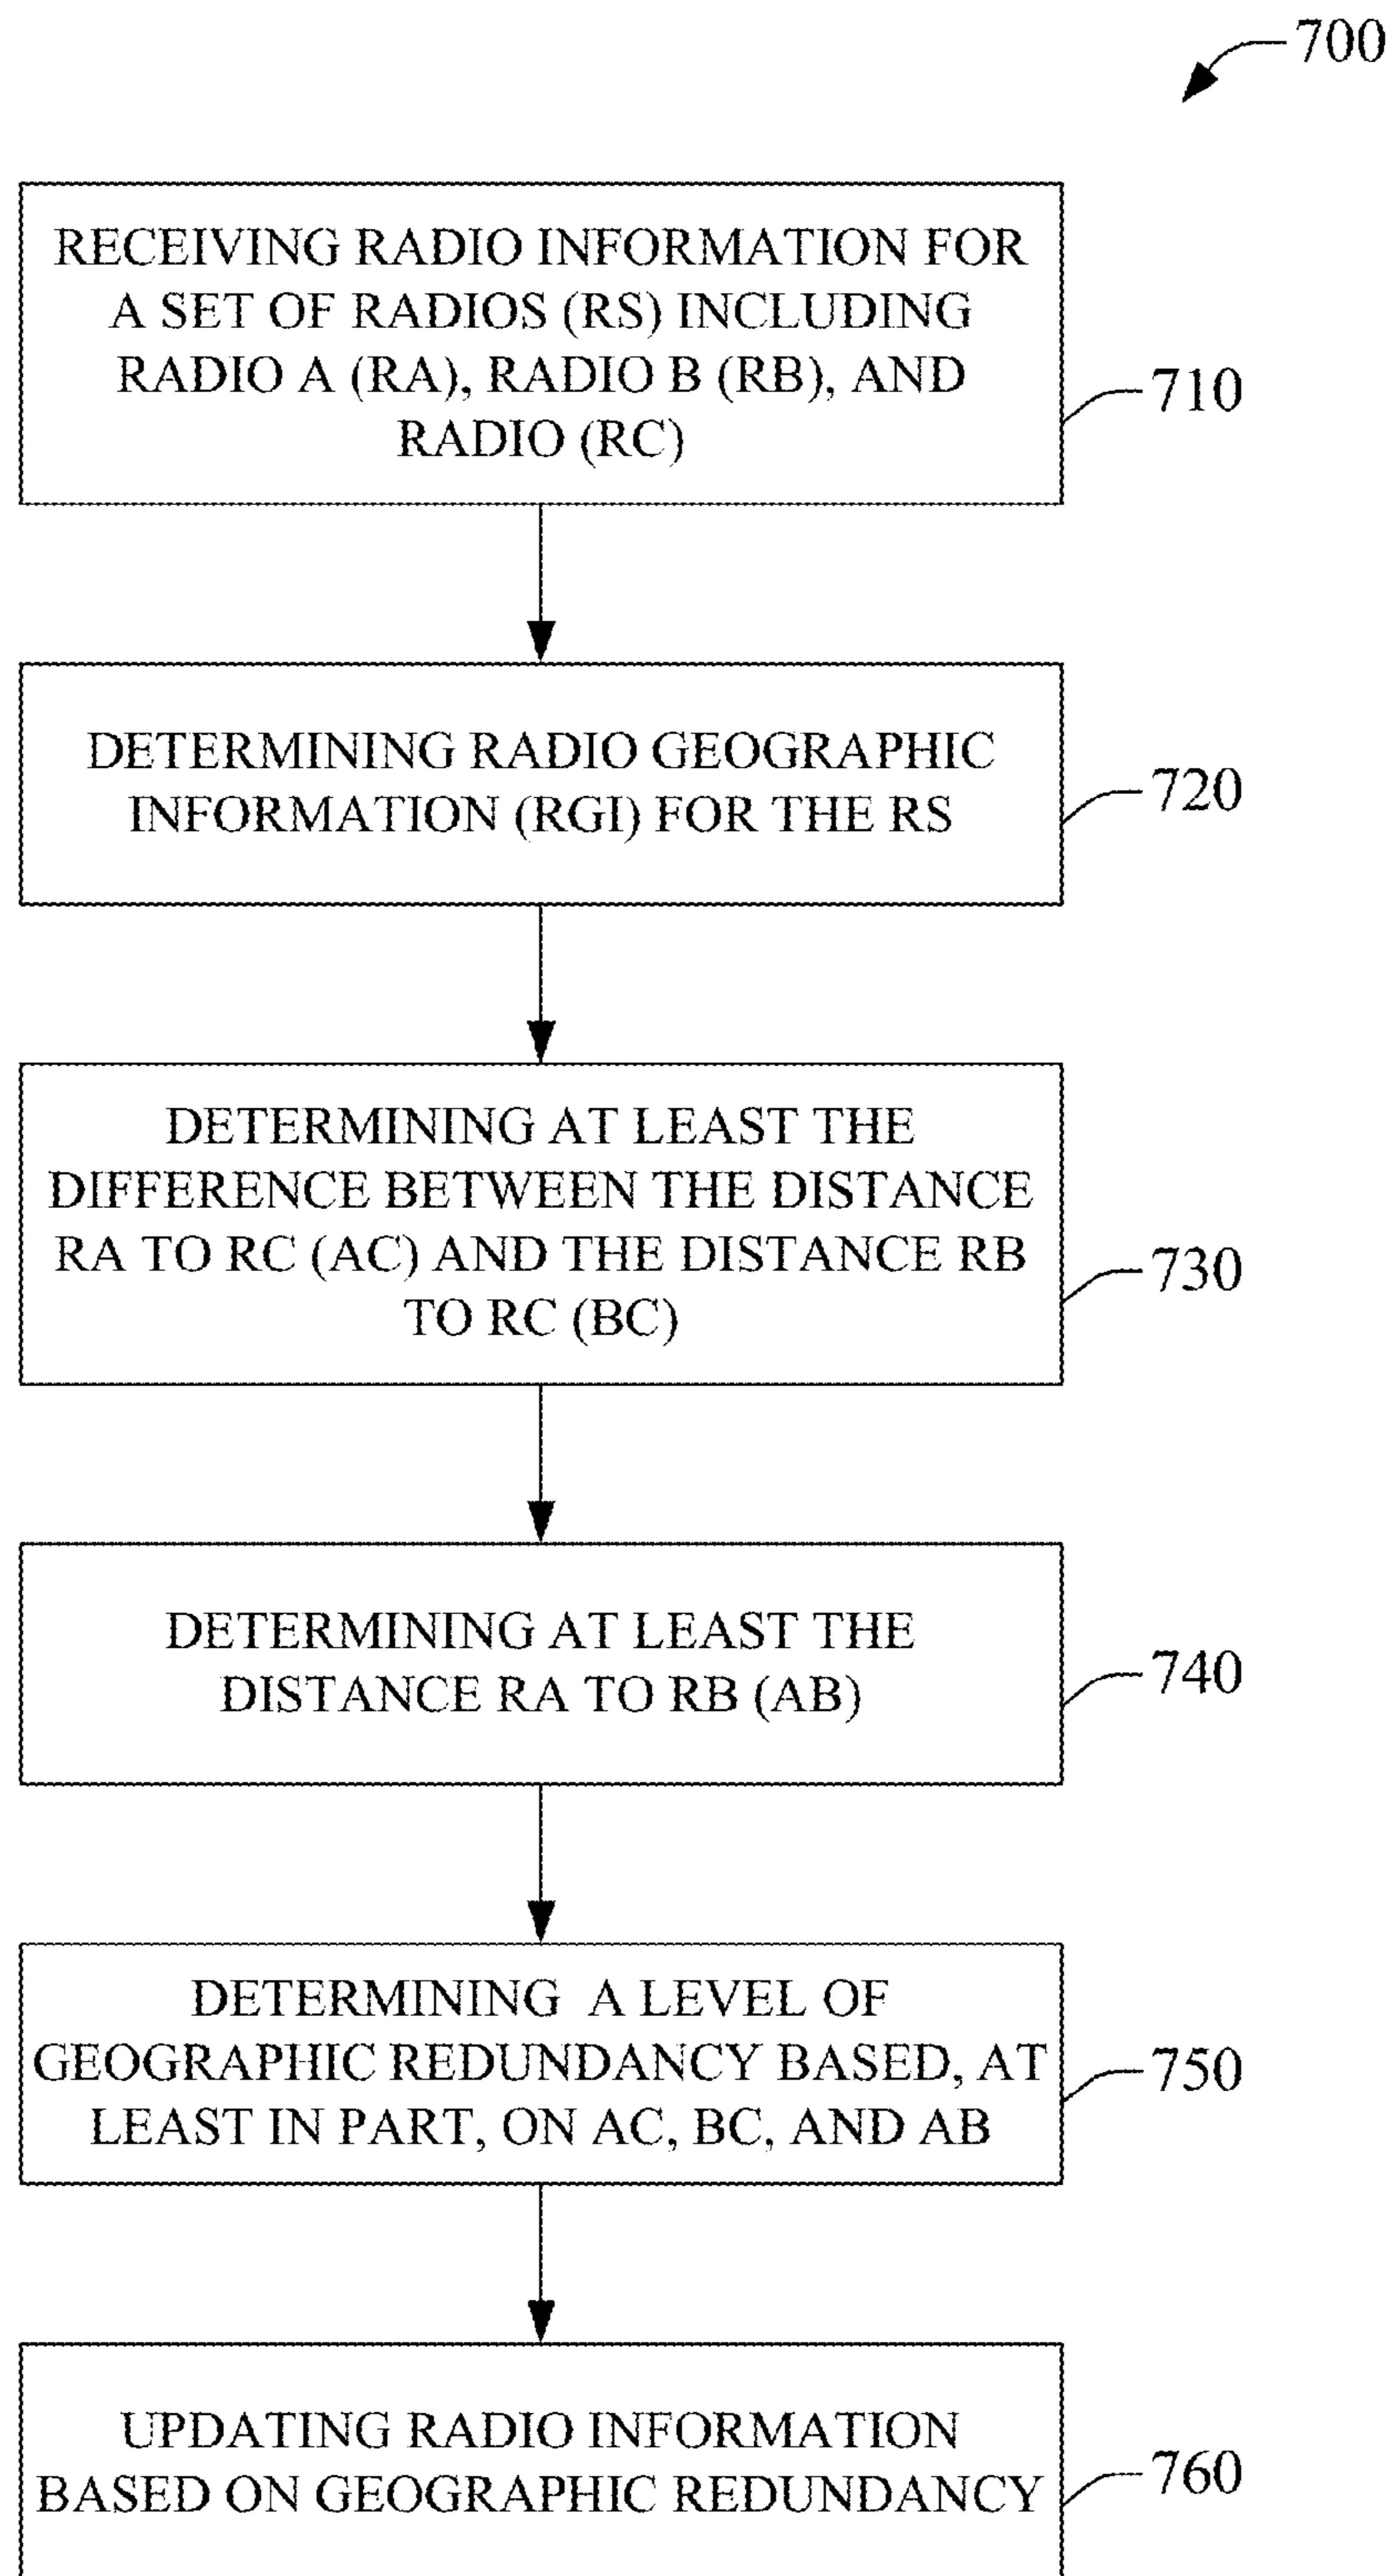 700
RECEIVING RADIO INFORMATION FOR
A SET OF RADIOS (RS) INCLUDING
RADIO A (RA), RADIO B (RB), AND
RADIO (RC)
710
DETERMINING RADIO GEOGRAPHIC
INFORMATION (RGI) FOR THE RS
720
DETERMINING AT LEAST THE
DIFFERENCE BETWEEN THE DISTANCE
RA TO RC (AC) AND THE DISTANCE RB
TO RC (BC)
730
DETERMINING AT LEAST THE
DISTANCE RA TO RB (AB)
740
DETERMINING A LEVEL OF
GEOGRAPHIC REDUNDANCY BASED, AT
LEAST IN PART, ON AC, BC, AND AB
750
UPDATING RADIO INFORMATION
BASED ON GEOGRAPHIC REDUNDANCY
760